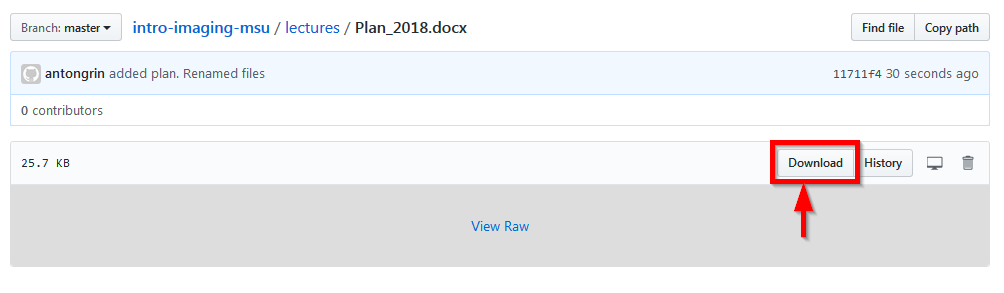 Branch: master intro-imaging-msu / lectures / Plan_2018.docx Find file Copy path
antongrin added plan. Renamed files 11711f4 30 seconds ago
0 contributors
25.7 KB Download History
View Raw